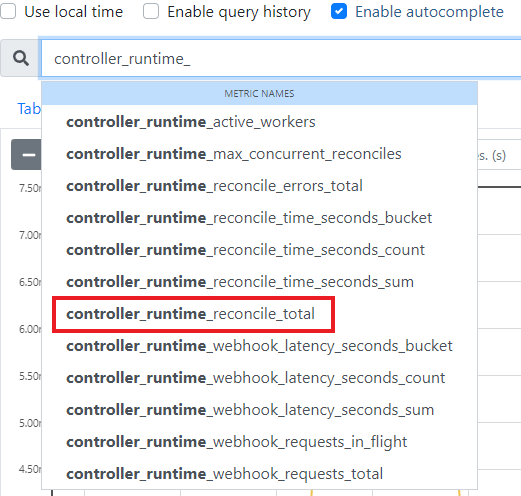 Use local time Enable query history Enable autocomplete
controller_runtime_
Tab
METRIC NAMES
controller_runtime_active_workers
controller_runtime_max_concurrent_reconciles
s. (s)
controller_runtime_reconcile_errors_total
7.50
controller_runtime_reconcile_time_seconds_bucket
7.00
controller_runtime_reconcile_time_seconds_count
6.50
controller_runtime_reconcile_time_seconds_sum
controller_runtime_reconcile_total
6.00
controller_runtime_webhook_latency_seconds_bucket
5.50
controller_runtime_webhook_latency_seconds_count
controller_runtime_webhook_latency_seconds_sum
5.00
controller_runtime_webhook_requests_in_flight
4.50
controller_runtime_webhook_requests_total